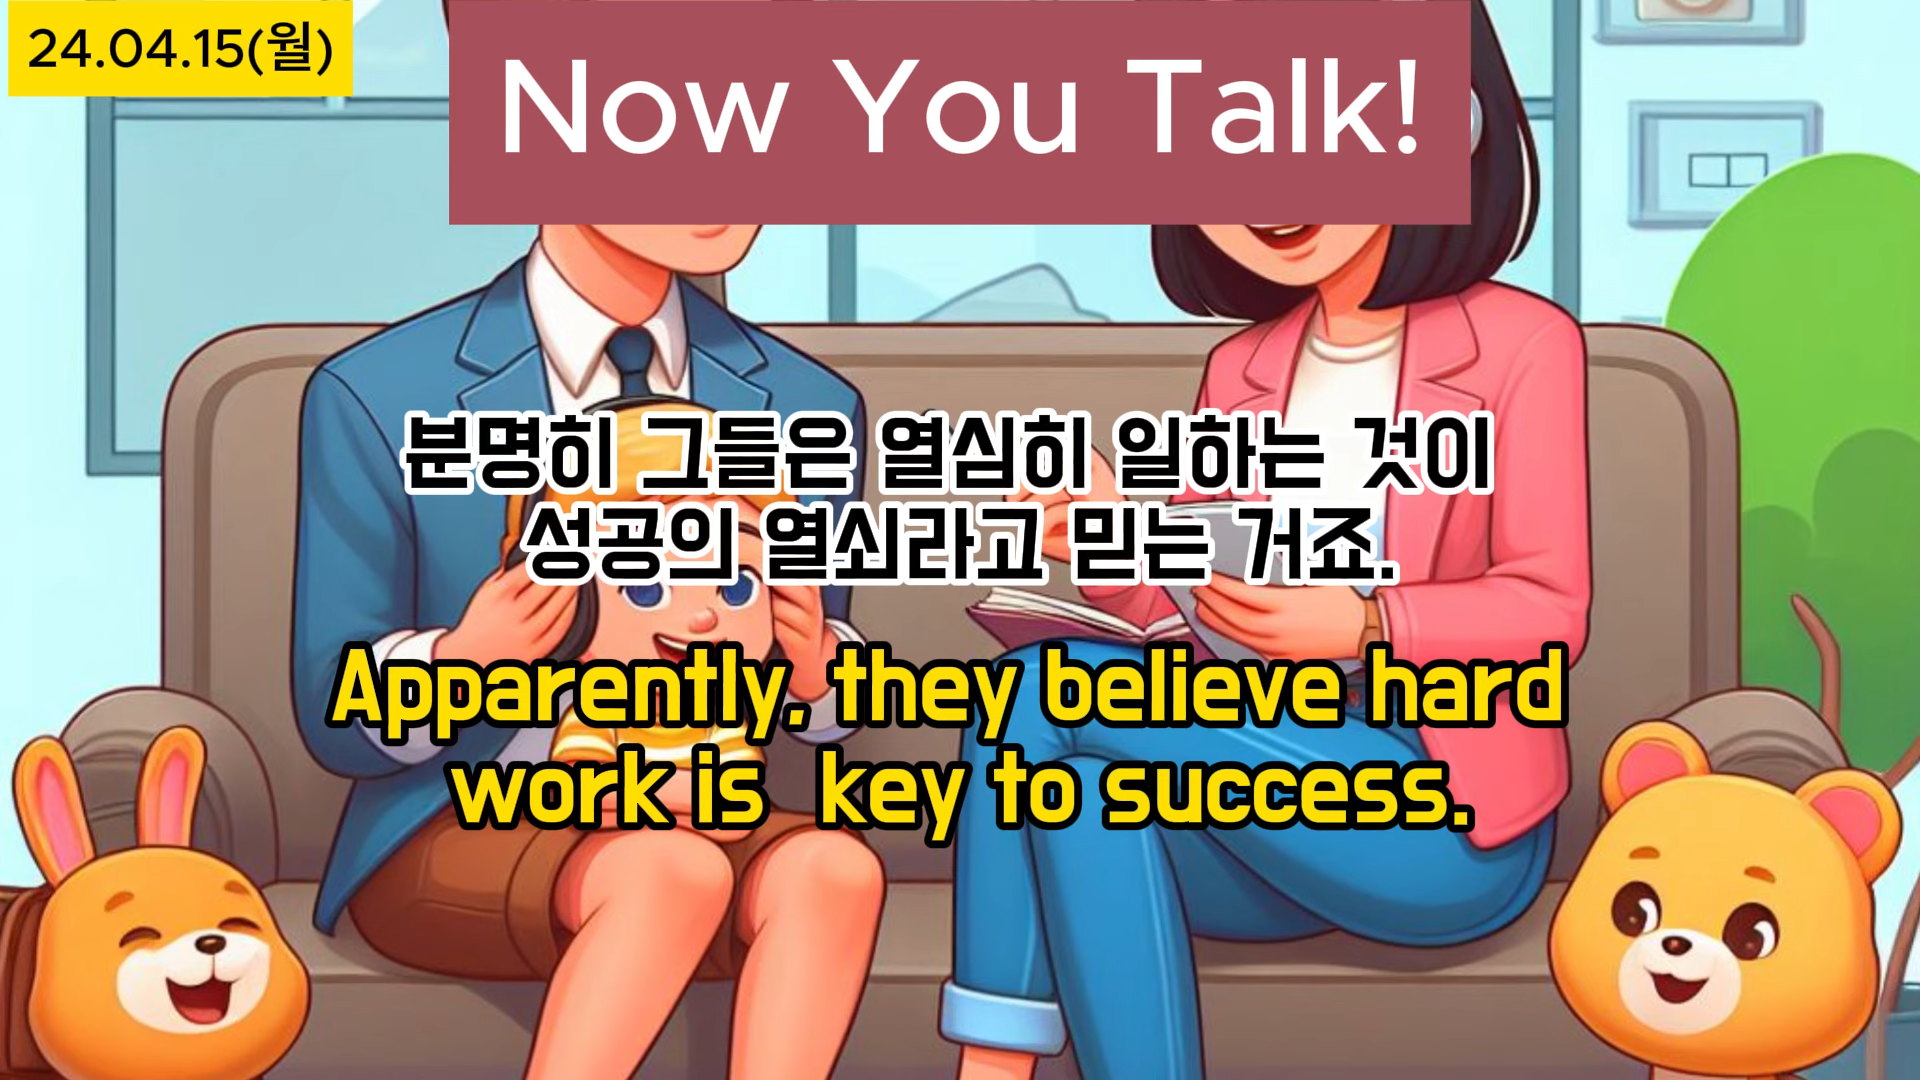 24.04.15(월)
Now You Talk!
분명히 그들은 열심히 일하는 것이
성공의 열쇠라고 믿는 거죠.
Apparently, they believe hard
work is  key to success.